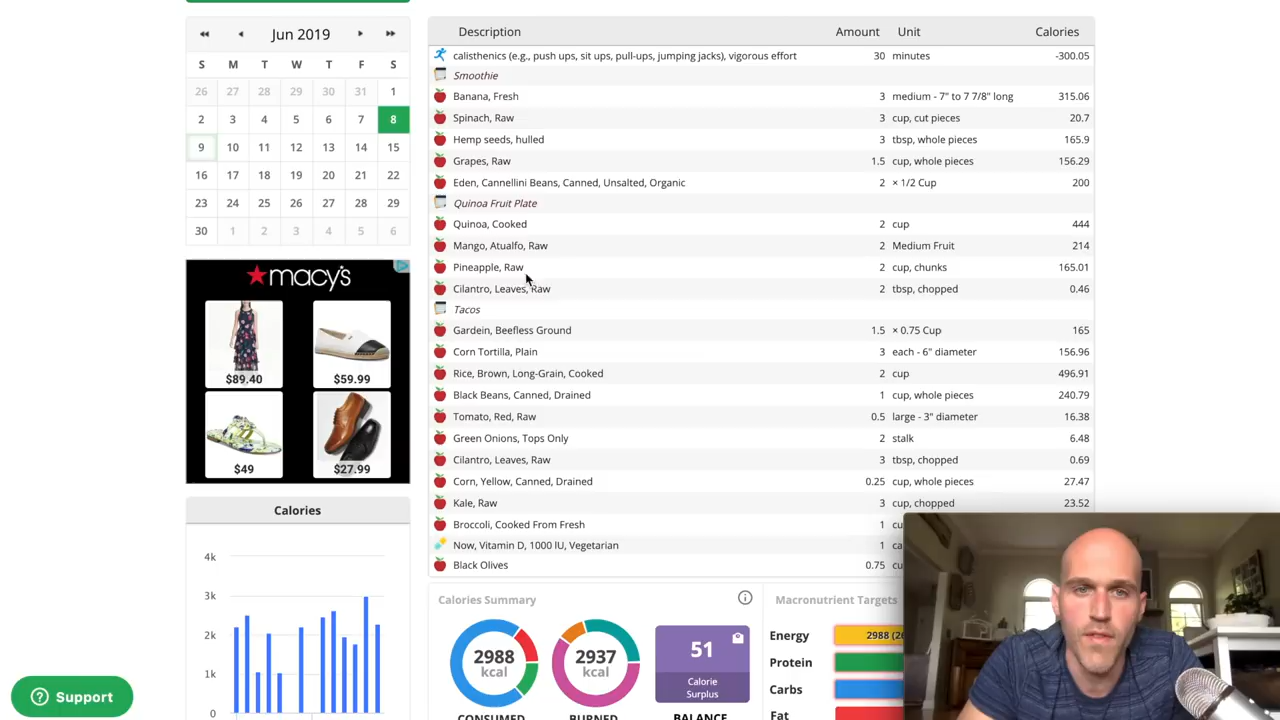 Jun 2019
S M T W T F S
26 27 28 29 30 31 1
2 3 4 5 6 7 8
9 10 11 12 13 14 15
16 17 18 19 20 21 22
23 24 25 26 27 28 29
30 1 2 3 4 5 6
macy's
$89.40 $59.99
$49 $27.99
Calories
4k
3k
2k
1k
0
Support
Description Amount Unit Calories
calisthenics (e.g., push ups, sit ups, pull-ups, jumping jacks), vigorous effort 30 minutes -300.05
Smoothie
Banana, Fresh 3 medium - 7" to 7 7/8" long 315.06
Spinach, Raw 3 cup, cut pieces 20.7
Hemp seeds, hulled 3 tbsp, whole pieces 165.9
Grapes, Raw 1.5 cup, whole pieces 156.29
Eden, Cannellini Beans, Canned, Unsalted, Organic 2 × 1/2 Cup 200
Quinoa Fruit Plate
Quinoa, Cooked 2 cup 444
Mango, Atualfo, Raw 2 Medium Fruit 214
Pineapple, Raw 2 cup, chunks 165.01
Cilantro, Leaves, Raw 2 tbsp, chopped 0.46
Tacos
Gardein, Beefless Ground 1.5 × 0.75 Cup 165
Corn Tortilla, Plain 3 each - 6" diameter 156.96
Rice, Brown, Long-Grain, Cooked 2 cup 496.91
Black Beans, Canned, Drained 1 cup, whole pieces 240.79
Tomato, Red, Raw 0.5 large - 3" diameter 16.38
Green Onions, Tops Only 2 stalk 6.48
Cilantro, Leaves, Raw 3 tbsp, chopped 0.69
Corn, Yellow, Canned, Drained 0.25 cup, whole pieces 27.47
Kale, Raw 3 cup, chopped 23.52
Broccoli, Cooked From Fresh 1
Now, Vitamin D, 1000 IU, Vegetarian 1
Black Olives 0.75
Calories Summary
2988 kcal
CONSUMED
2937 kcal
BURNED
51
Calorie
Surplus
BALANCE
Macronutrient Targets
Energy 2988
Protein
Carbs
Fat